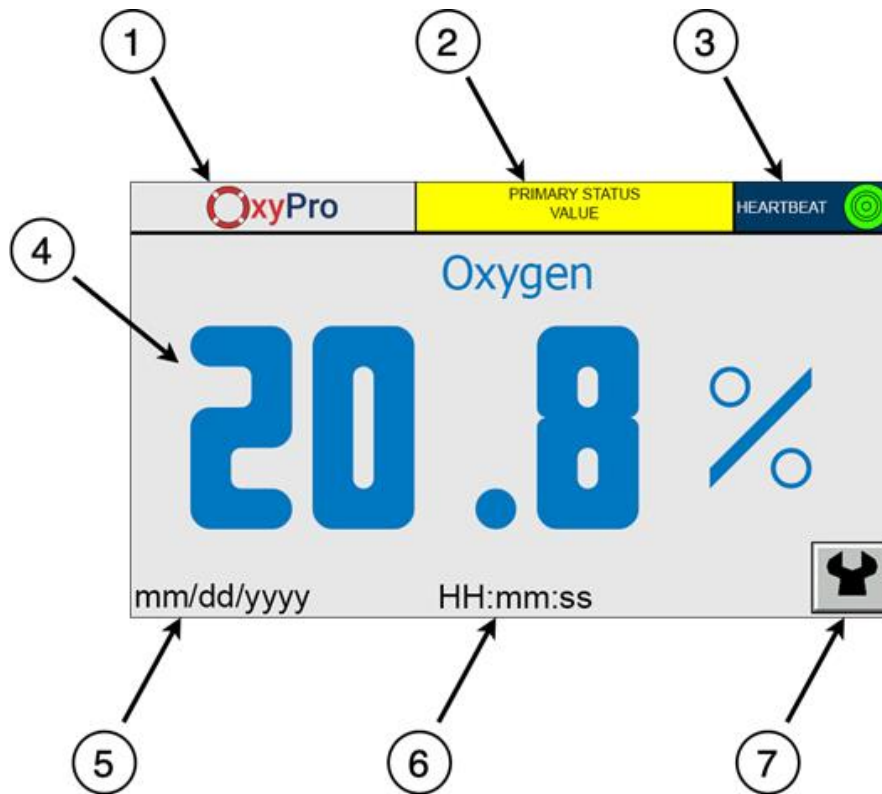 1
2
3
OxyPro
PRIMARY STATUS
VALUE
HEARTBEAT
4
Oxygen
20.8 %
mm/dd/yyyy
HH:mm:ss
5
6
7